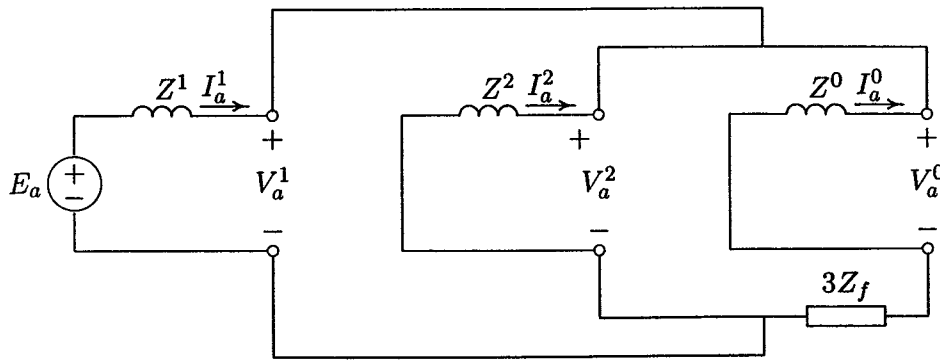 Z^1 I_a^1
Z^2 I_a^2
Z^0 I_a^0
+ + +
E_a + − V_a^1 V_a^2 V_a^0
− − −
3Z_f